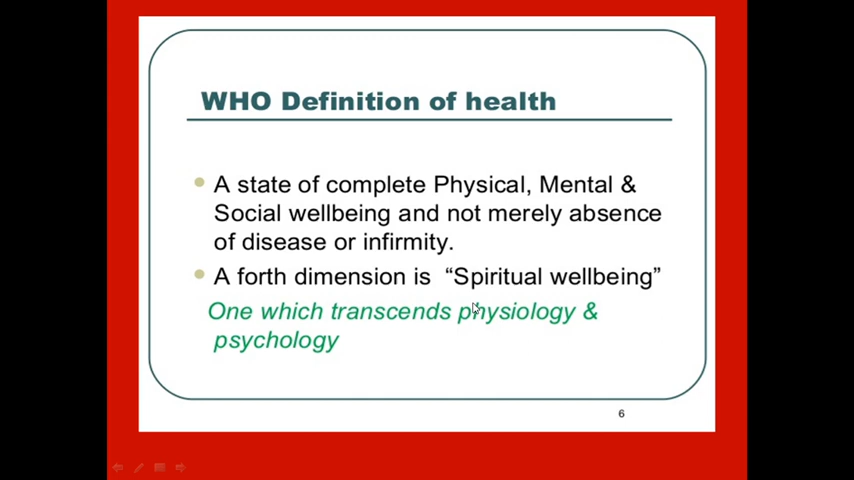 WHO Definition of health
A state of complete Physical, Mental &
Social wellbeing and not merely absence
of disease or infirmity.
A forth dimension is “Spiritual wellbeing”
One which transcends physiology &
psychology
6